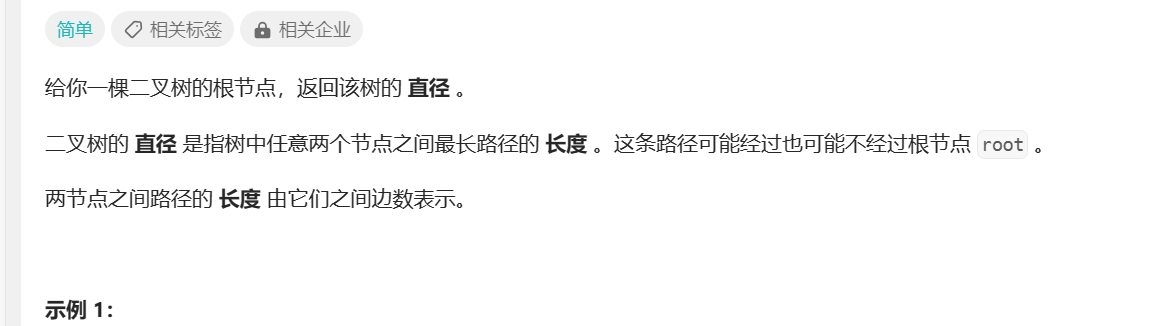 简单 相关标签 相关企业
给你一棵二叉树的根节点，返回该树的 直径 。
二叉树的 直径 是指树中任意两个节点之间最长路径的 长度 。这条路径可能经过也可能不经过根节点 root 。
两节点之间路径的 长度 由它们之间边数表示。
示例 1：